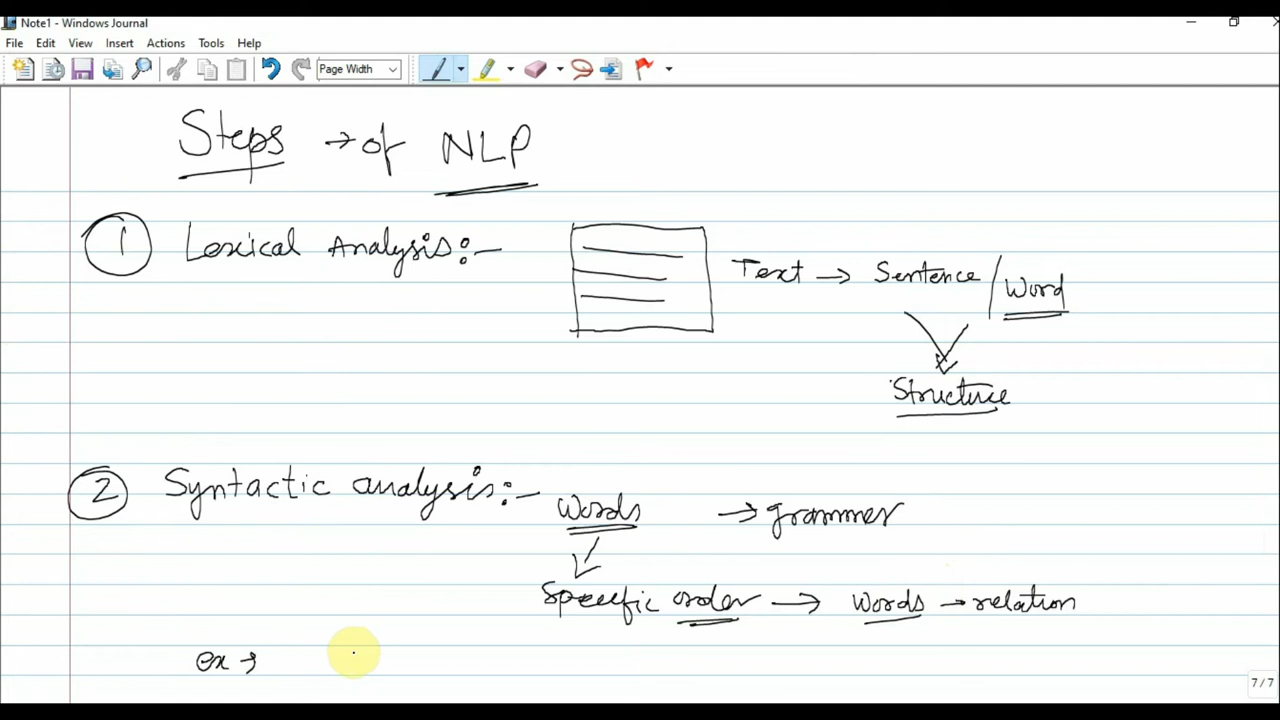 Note1 - Windows Journal
File Edit View Insert Actions Tools Help
Page Width
Steps → of NLP
1 Lexical Analysis:-
Text → Sentence / Word
Structure
2 Syntactic analysis:-
Words → grammer
Specific order → Words → relation
ex →
7 / 7